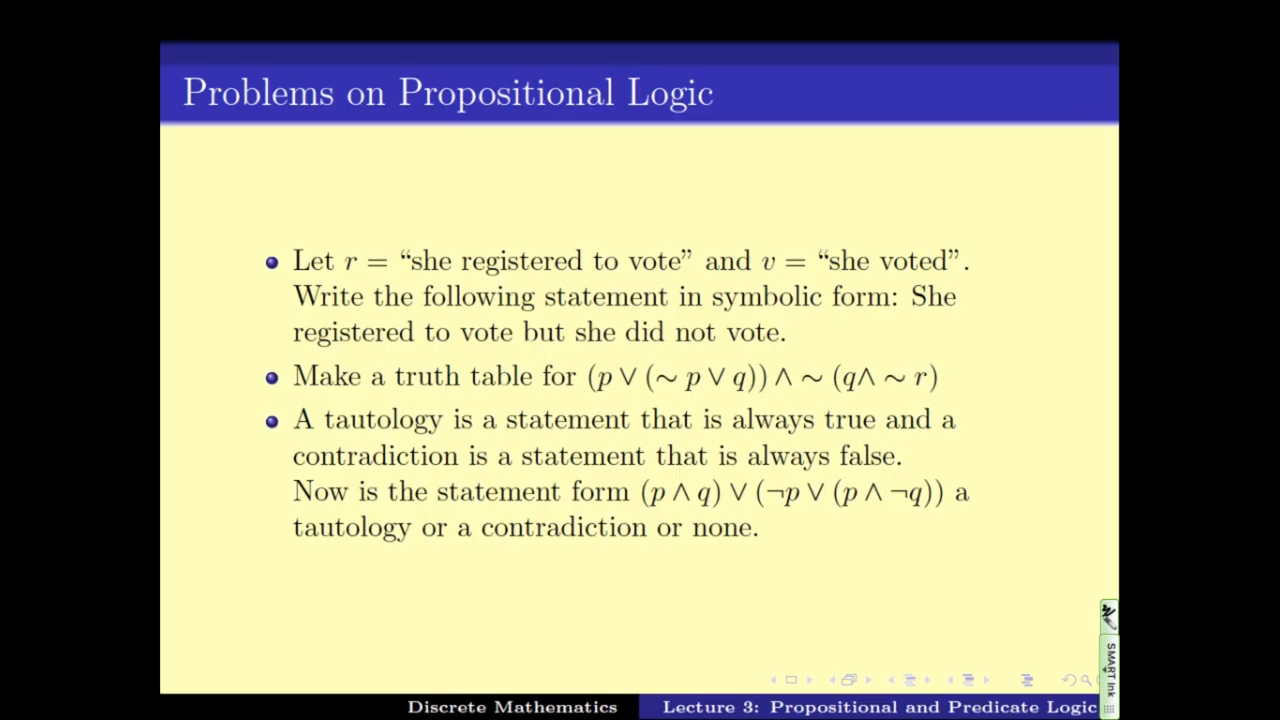 Problems on Propositional Logic
Let r = “she registered to vote” and v = “she voted”.
Write the following statement in symbolic form: She
registered to vote but she did not vote.
Make a truth table for (p ∨ (∼ p ∨ q)) ∧ ∼ (q∧ ∼ r)
A tautology is a statement that is always true and a
contradiction is a statement that is always false.
Now is the statement form (p ∧ q) ∨ (¬p ∨ (p ∧ ¬q)) a
tautology or a contradiction or none.
SMART Ink
Discrete Mathematics
Lecture 3: Propositional and Predicate Logic